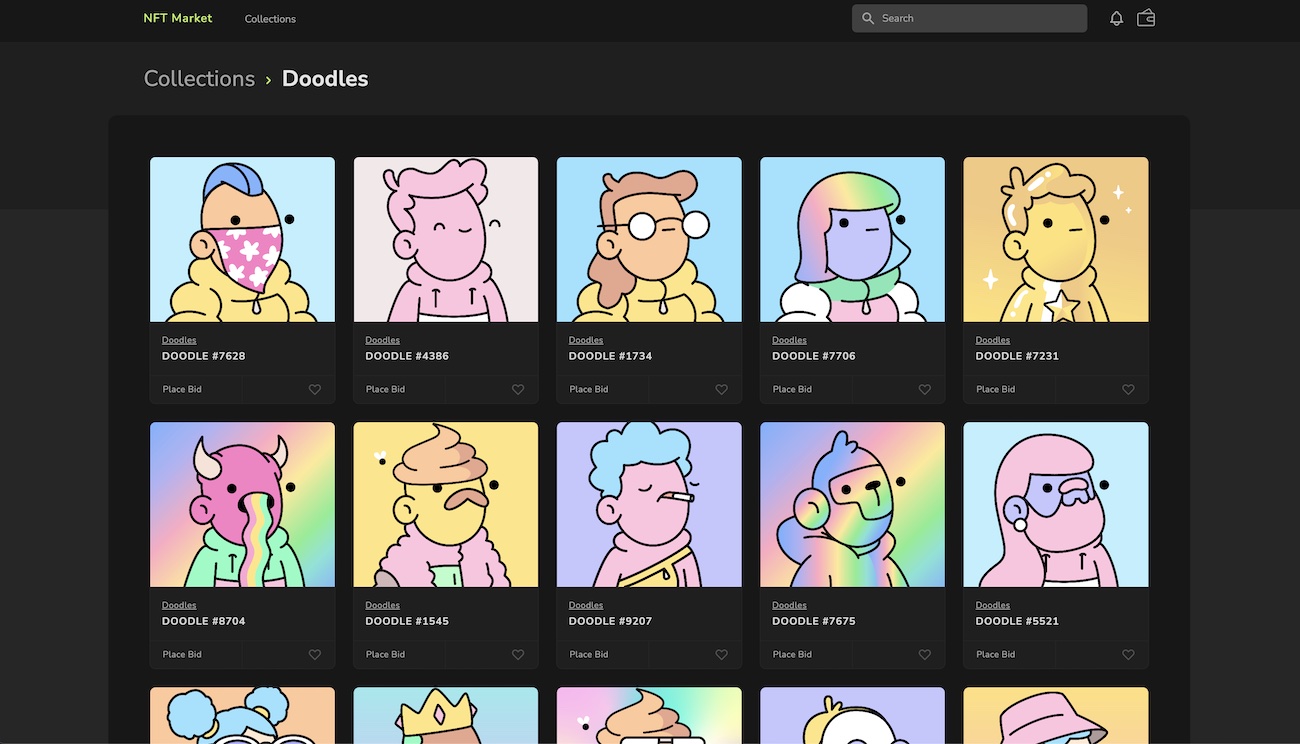 NFT Market
Collections
Search
Collections › Doodles
Doodles
DOODLE #7628
Place Bid
Doodles
DOODLE #4386
Place Bid
Doodles
DOODLE #1734
Place Bid
Doodles
DOODLE #7706
Place Bid
Doodles
DOODLE #7231
Place Bid
Doodles
DOODLE #8704
Place Bid
Doodles
DOODLE #1545
Place Bid
Doodles
DOODLE #9207
Place Bid
Doodles
DOODLE #7675
Place Bid
Doodles
DOODLE #5521
Place Bid